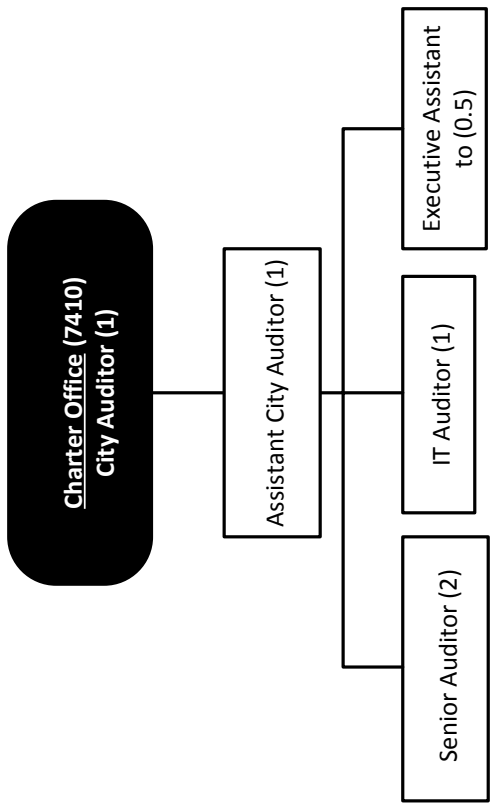 Charter Office (7410)
City Auditor (1)
Assistant City Auditor (1)
Senior Auditor (2)
IT Auditor (1)
Executive Assistant
to (0.5)